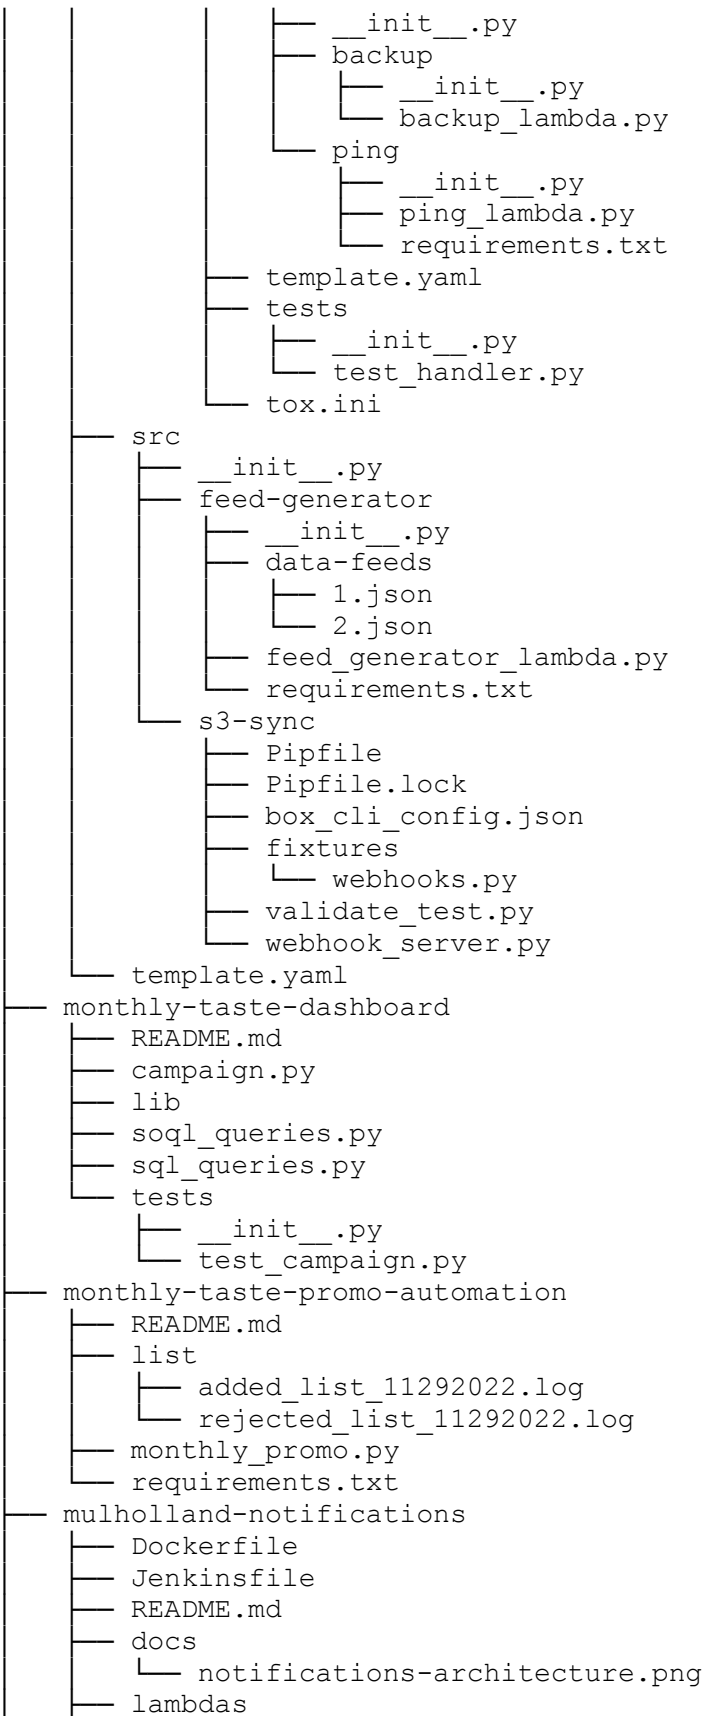 │   │       │   ├── __init__.py
│   │       │   ├── backup
│   │       │   │   ├── __init__.py
│   │       │   │   └── backup_lambda.py
│   │       │   └── ping
│   │       │       ├── __init__.py
│   │       │       ├── ping_lambda.py
│   │       │       └── requirements.txt
│   │       ├── template.yaml
│   │       ├── tests
│   │       │   ├── __init__.py
│   │       │   └── test_handler.py
│   │       └── tox.ini
│   ├── src
│   │   ├── __init__.py
│   │   ├── feed-generator
│   │   │   ├── __init__.py
│   │   │   ├── data-feeds
│   │   │   │   ├── 1.json
│   │   │   │   └── 2.json
│   │   │   ├── feed_generator_lambda.py
│   │   │   └── requirements.txt
│   │   └── s3-sync
│   │       ├── Pipfile
│   │       ├── Pipfile.lock
│   │       ├── box_cli_config.json
│   │       ├── fixtures
│   │       │   └── webhooks.py
│   │       ├── validate_test.py
│   │       └── webhook_server.py
│   └── template.yaml
├── monthly-taste-dashboard
│   ├── README.md
│   ├── campaign.py
│   ├── lib
│   ├── soql_queries.py
│   ├── sql_queries.py
│   └── tests
│       ├── __init__.py
│       └── test_campaign.py
├── monthly-taste-promo-automation
│   ├── README.md
│   ├── list
│   │   ├── added_list_11292022.log
│   │   └── rejected_list_11292022.log
│   ├── monthly_promo.py
│   └── requirements.txt
├── mulholland-notifications
│   ├── Dockerfile
│   ├── Jenkinsfile
│   ├── README.md
│   ├── docs
│   │   └── notifications-architecture.png
│   ├── lambdas